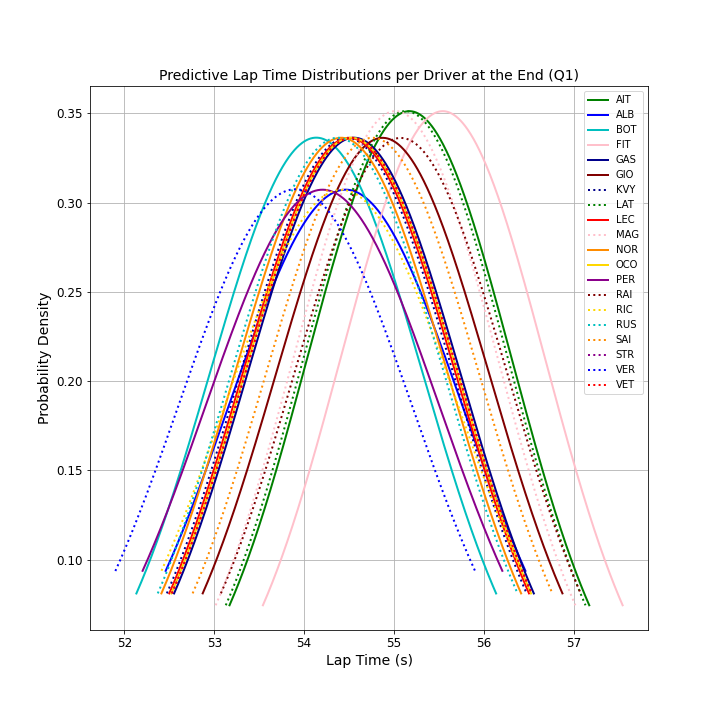 Predictive Lap Time Distributions per Driver at the End (Q1)
0.35
0.30
0.25
0.20
0.15
0.10
Probability Density
52
53
54
55
56
57
Lap Time (s)
AIT
ALB
BOT
FIT
GAS
GIO
KVY
LAT
LEC
MAG
NOR
OCO
PER
RAI
RIC
RUS
SAI
STR
VER
VET